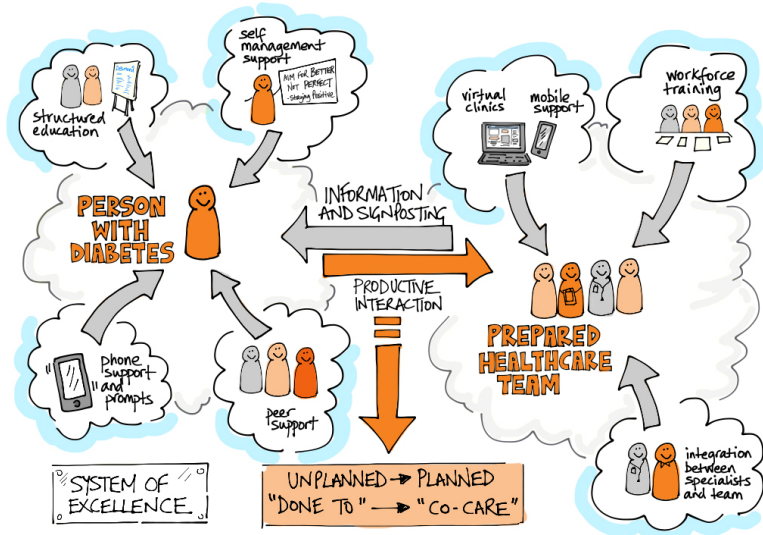 self
management
support
AIM FOR BETTER
NOT PERFECT
-Staying Positive
structured
education
virtual
clinics
mobile
support
workforce
training
PERSON
WITH
DIABETES
INFORMATION
AND SIGNPOSTING
PRODUCTIVE
INTERACTION
PREPARED
HEALTHCARE
TEAM
phone
support
and
prompts
peer
support
integration
between
specialists
and team
SYSTEM OF
EXCELLENCE
UNPLANNED → PLANNED
"DONE TO" → "CO-CARE"